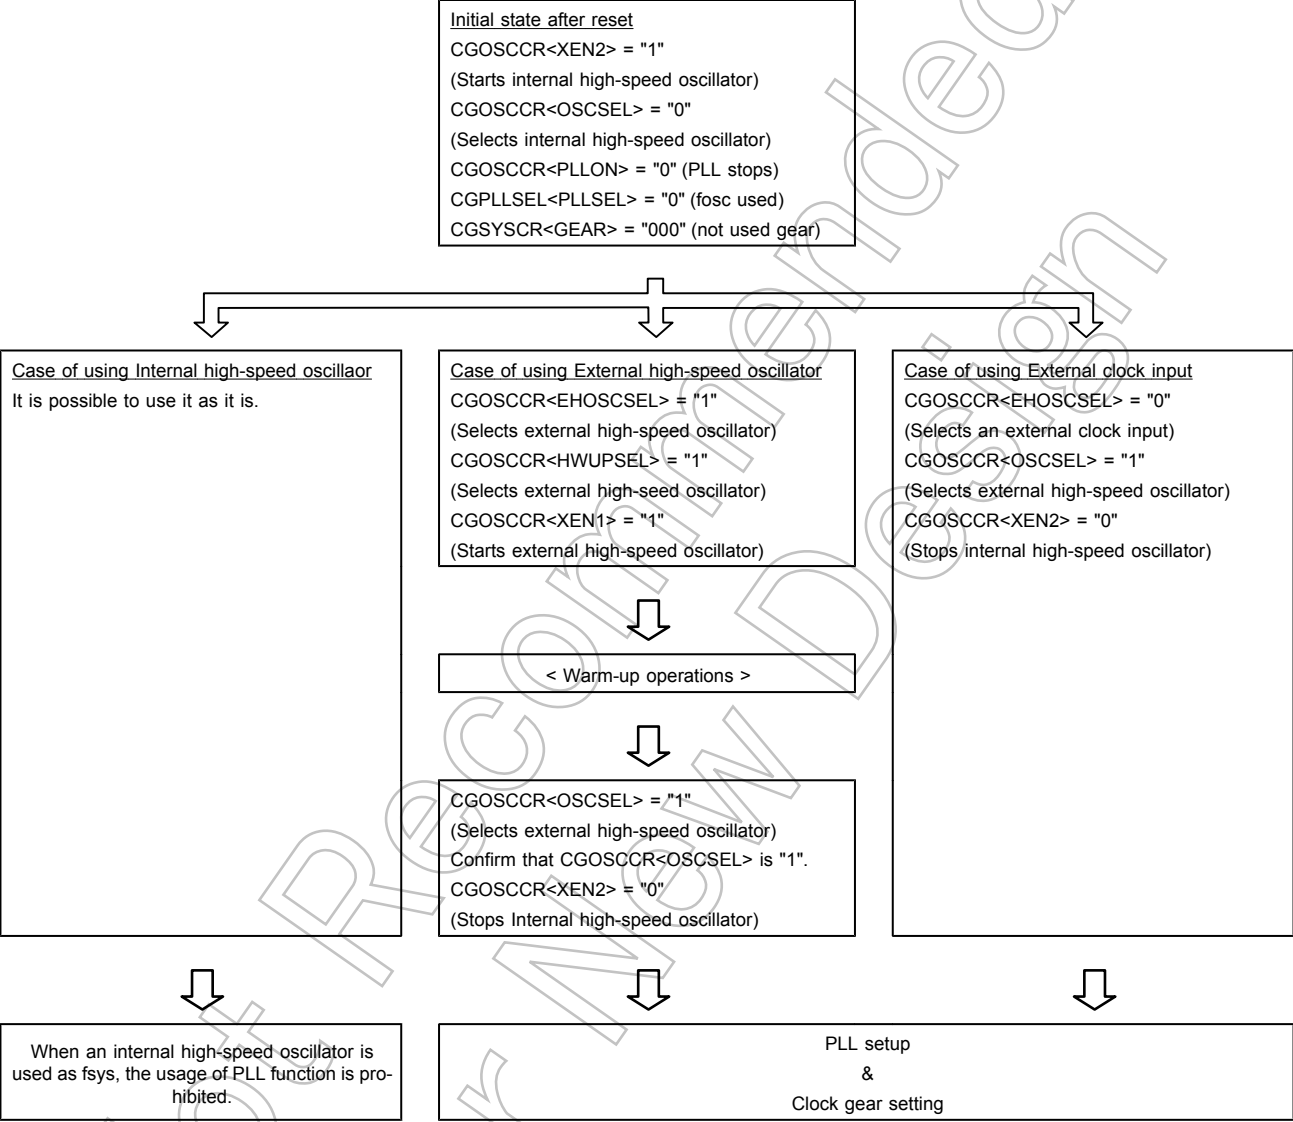 Initial state after reset
CGOSCCR<XEN2> = "1"
(Starts internal high-speed oscillator)
CGOSCCR<OSCSEL> = "0"
(Selects internal high-speed oscillator)
CGOSCCR<PLLON> = "0" (PLL stops)
CGPLLSEL<PLLSEL> = "0" (fosc used)
CGSYSCR<GEAR> = "000" (not used gear)
Case of using Internal high-speed oscillaor
It is possible to use it as it is.
Case of using External high-speed oscillator
CGOSCCR<EHOSCSEL> = "1"
(Selects external high-speed oscillator)
CGOSCCR<HWUPSEL> = "1"
(Selects external high-seed oscillator)
CGOSCCR<XEN1> = "1"
(Starts external high-speed oscillator)
< Warm-up operations >
CGOSCCR<OSCSEL> = "1"
(Selects external high-speed oscillator)
Confirm that CGOSCCR<OSCSEL> is "1".
CGOSCCR<XEN2> = "0"
(Stops Internal high-speed oscillator)
Case of using External clock input
CGOSCCR<EHOSCSEL> = "0"
(Selects an external clock input)
CGOSCCR<OSCSEL> = "1"
(Selects external high-speed oscillator)
CGOSCCR<XEN2> = "0"
(Stops internal high-speed oscillator)
When an internal high-speed oscillator is
used as fsys, the usage of PLL function is pro-
hibited.
PLL setup
&
Clock gear setting
ot Recommended
r New Design